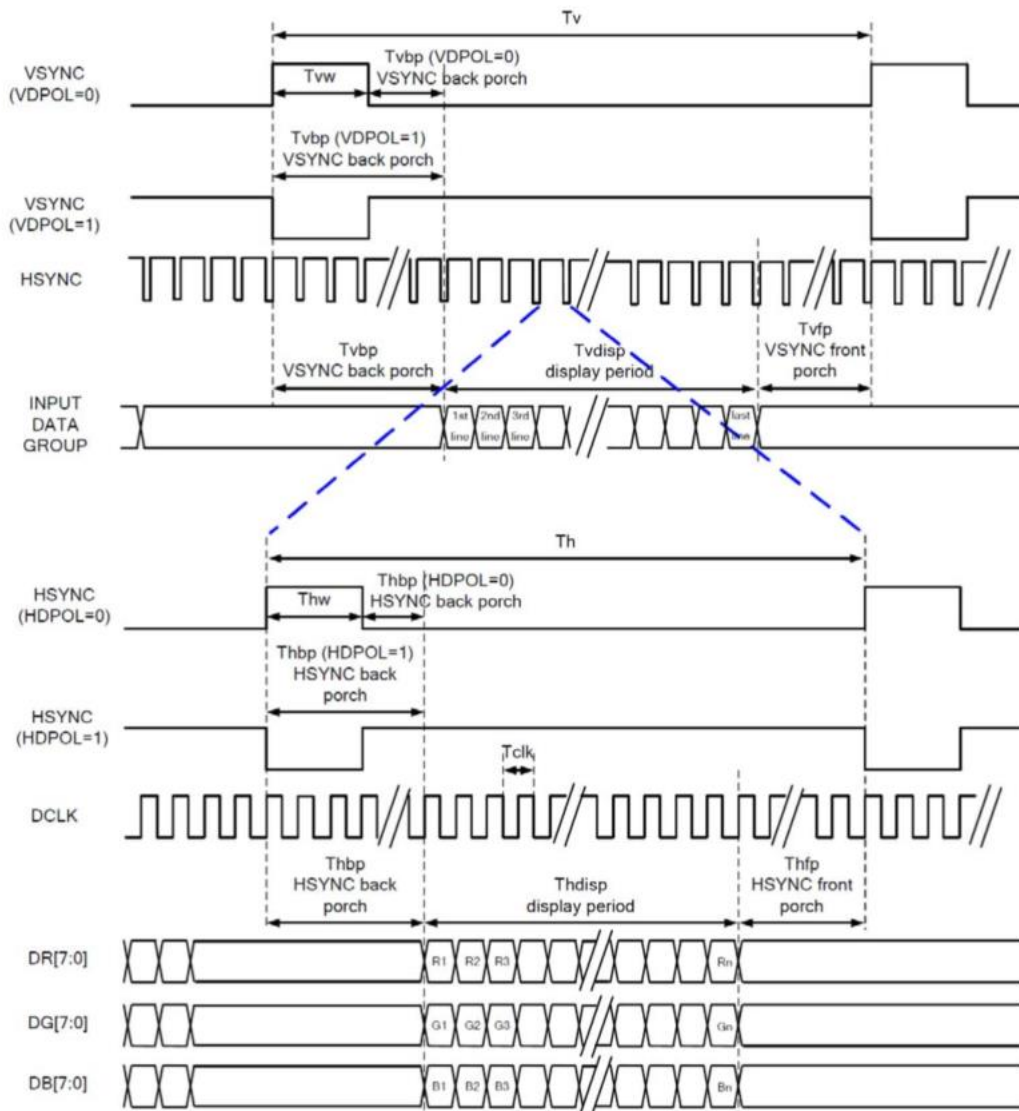 Tv
VSYNC
(VDPOL=0)
Tvw
Tvbp (VDPOL=0)
VSYNC back porch
Tvbp (VDPOL=1)
VSYNC back porch
VSYNC
(VDPOL=1)
HSYNC
Tvbp
VSYNC back porch
Tvdisp
display period
Tvfp
VSYNC front
porch
INPUT
DATA
GROUP
1st
line
2nd
line
3rd
line
last
line
Th
HSYNC
(HDPOL=0)
Thw
Thbp (HDPOL=0)
HSYNC back porch
Thbp (HDPOL=1)
HSYNC back
porch
HSYNC
(HDPOL=1)
Tclk
DCLK
Thbp
HSYNC back
porch
Thdisp
display period
Thfp
HSYNC front
porch
DR[7:0]
R1 R2 R3 Rn
DG[7:0]
G1 G2 G3 Gn
DB[7:0]
B1 B2 B3 Bn